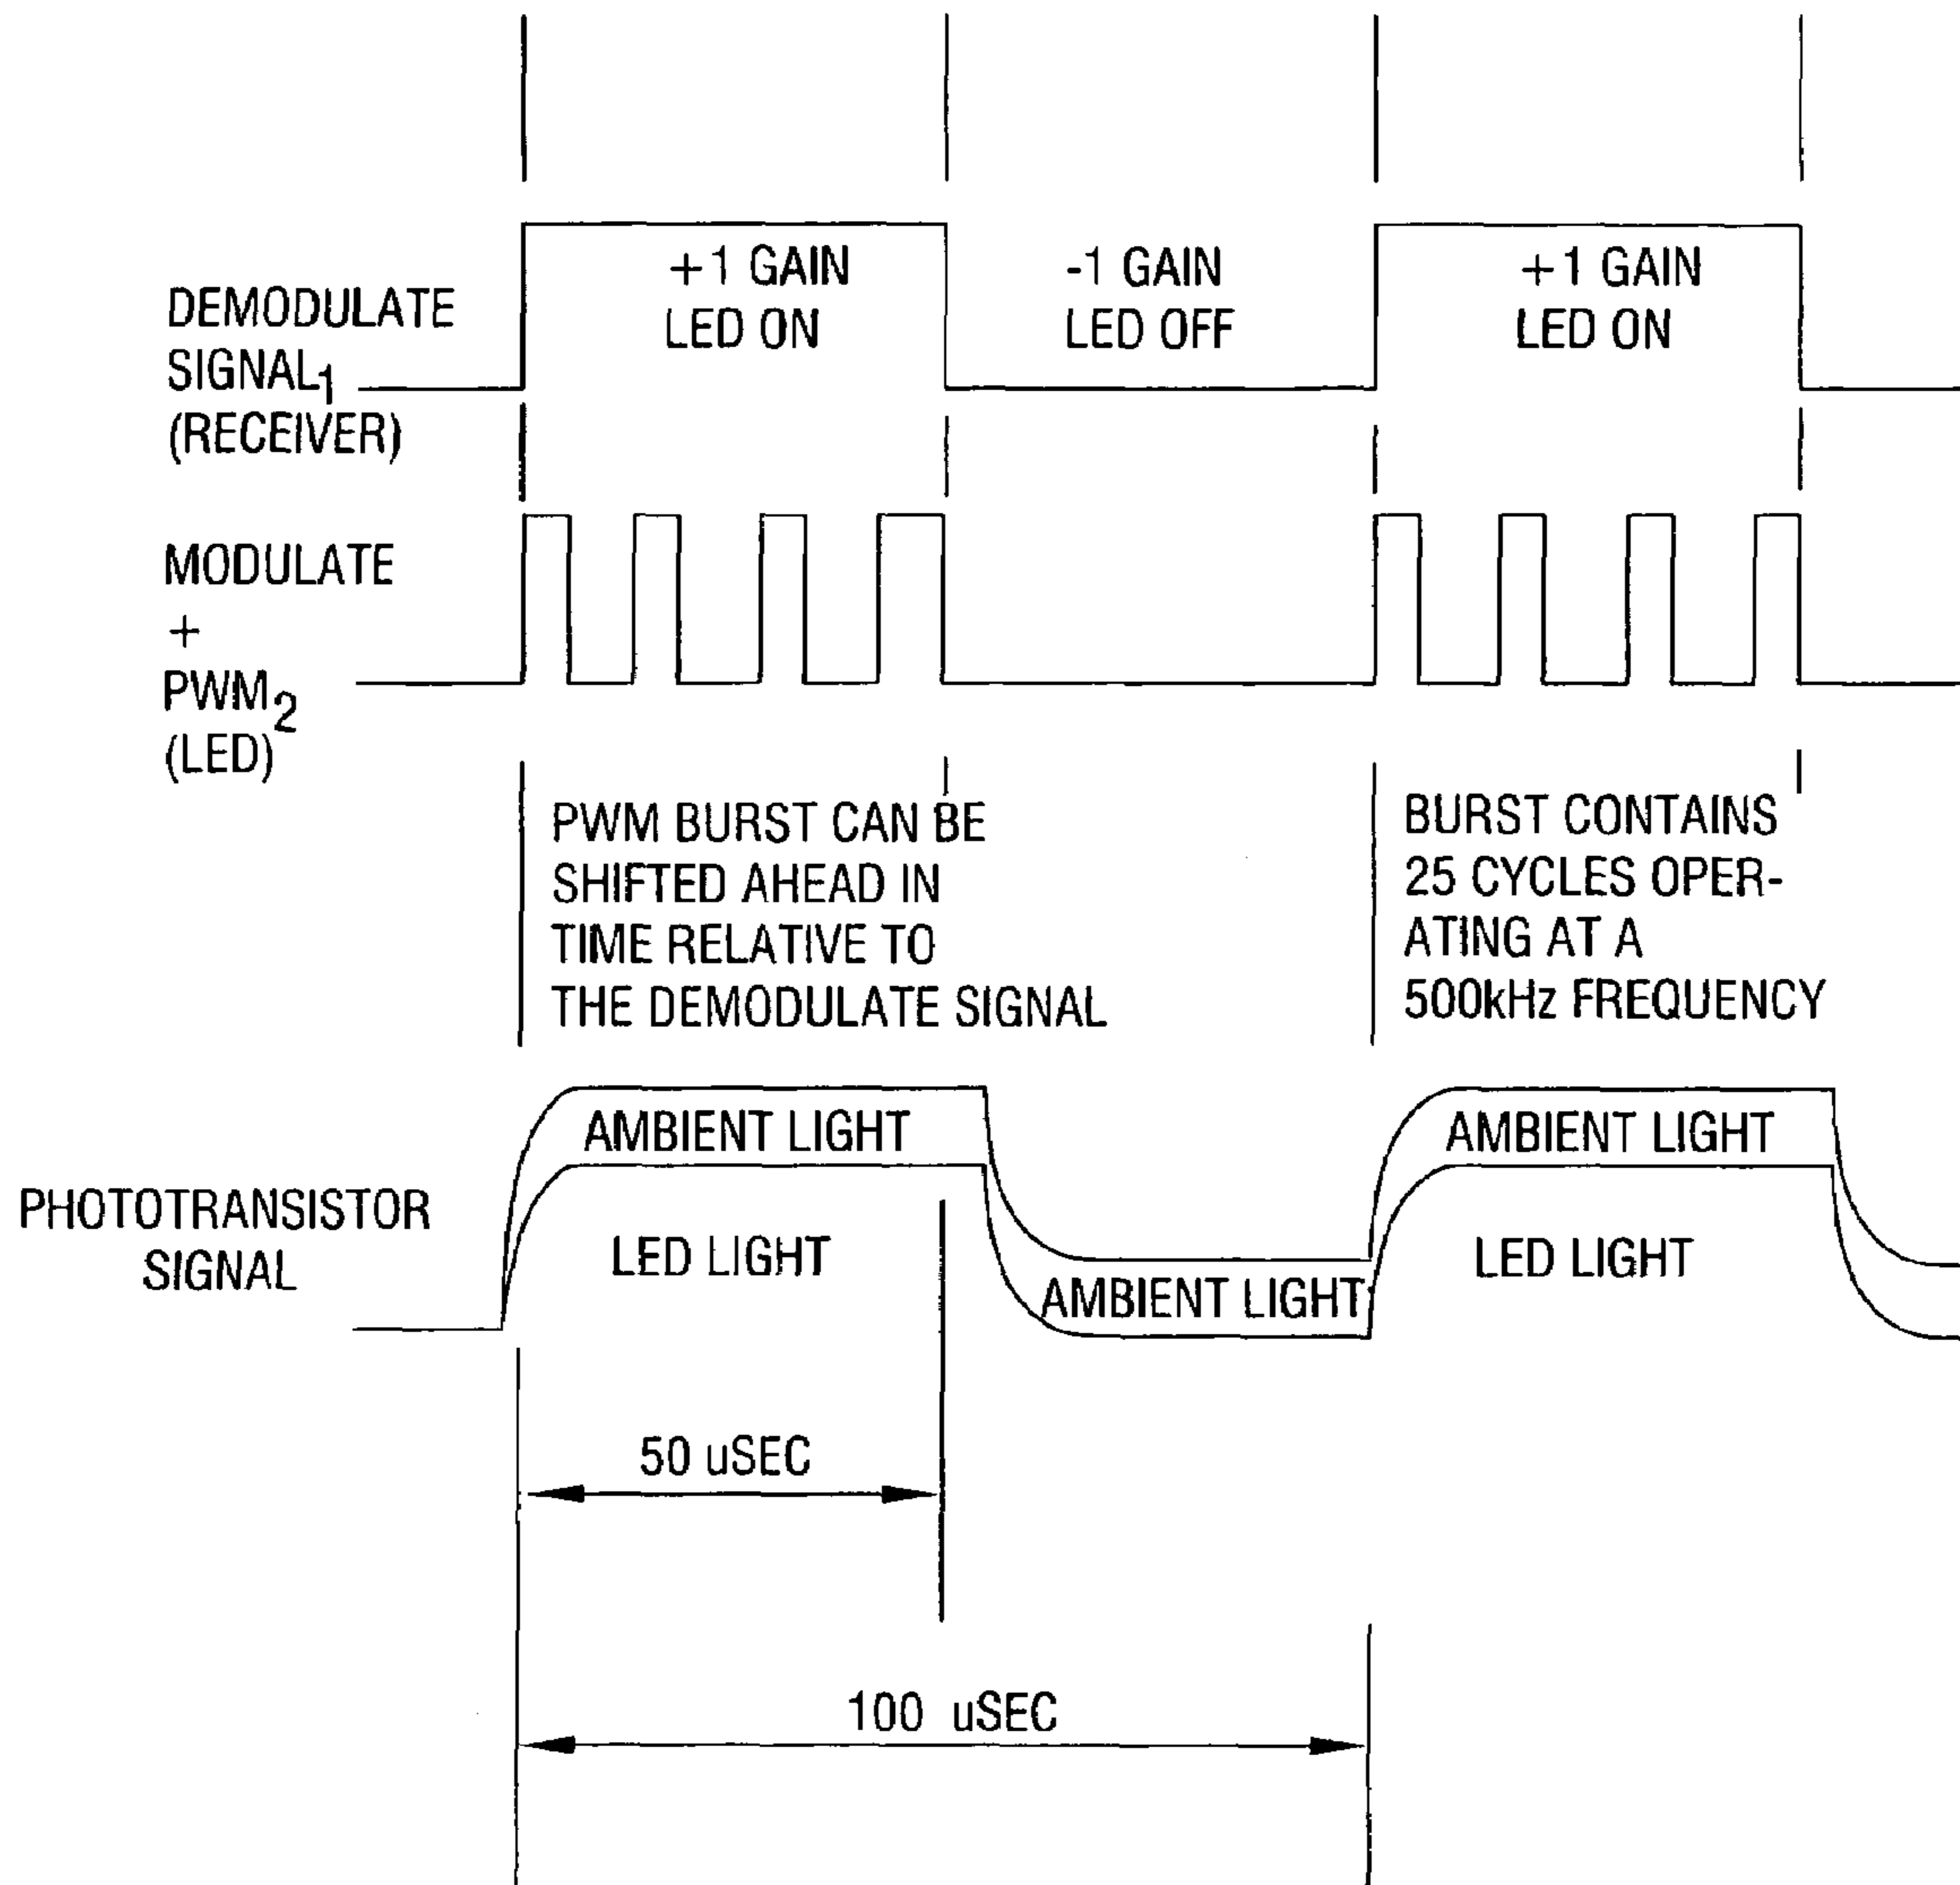 +1 GAIN
LED ON
-1 GAIN
LED OFF
+1 GAIN
LED ON
DEMODULATE
SIGNAL1
(RECEIVER)
MODULATE
+
PWM2
(LED)
PWM BURST CAN BE
SHIFTED AHEAD IN
TIME RELATIVE TO
THE DEMODULATE SIGNAL
BURST CONTAINS
25 CYCLES OPER-
ATING AT A
500kHz FREQUENCY
AMBIENT LIGHT
AMBIENT LIGHT
PHOTOTRANSISTOR
SIGNAL
LED LIGHT
AMBIENT LIGHT
LED LIGHT
50 uSEC
100 uSEC